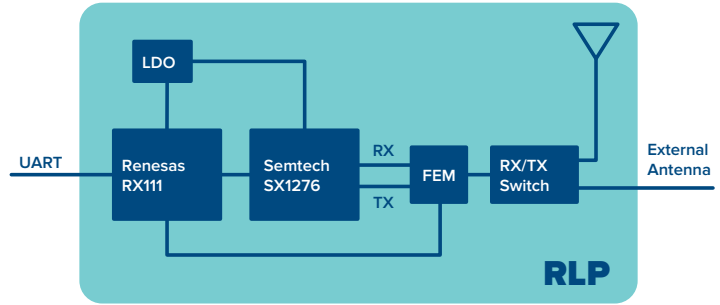 LDO
UART
Renesas
RX111
Semtech
SX1276
RX
TX
FEM
RX/TX
Switch
External
Antenna
RLP